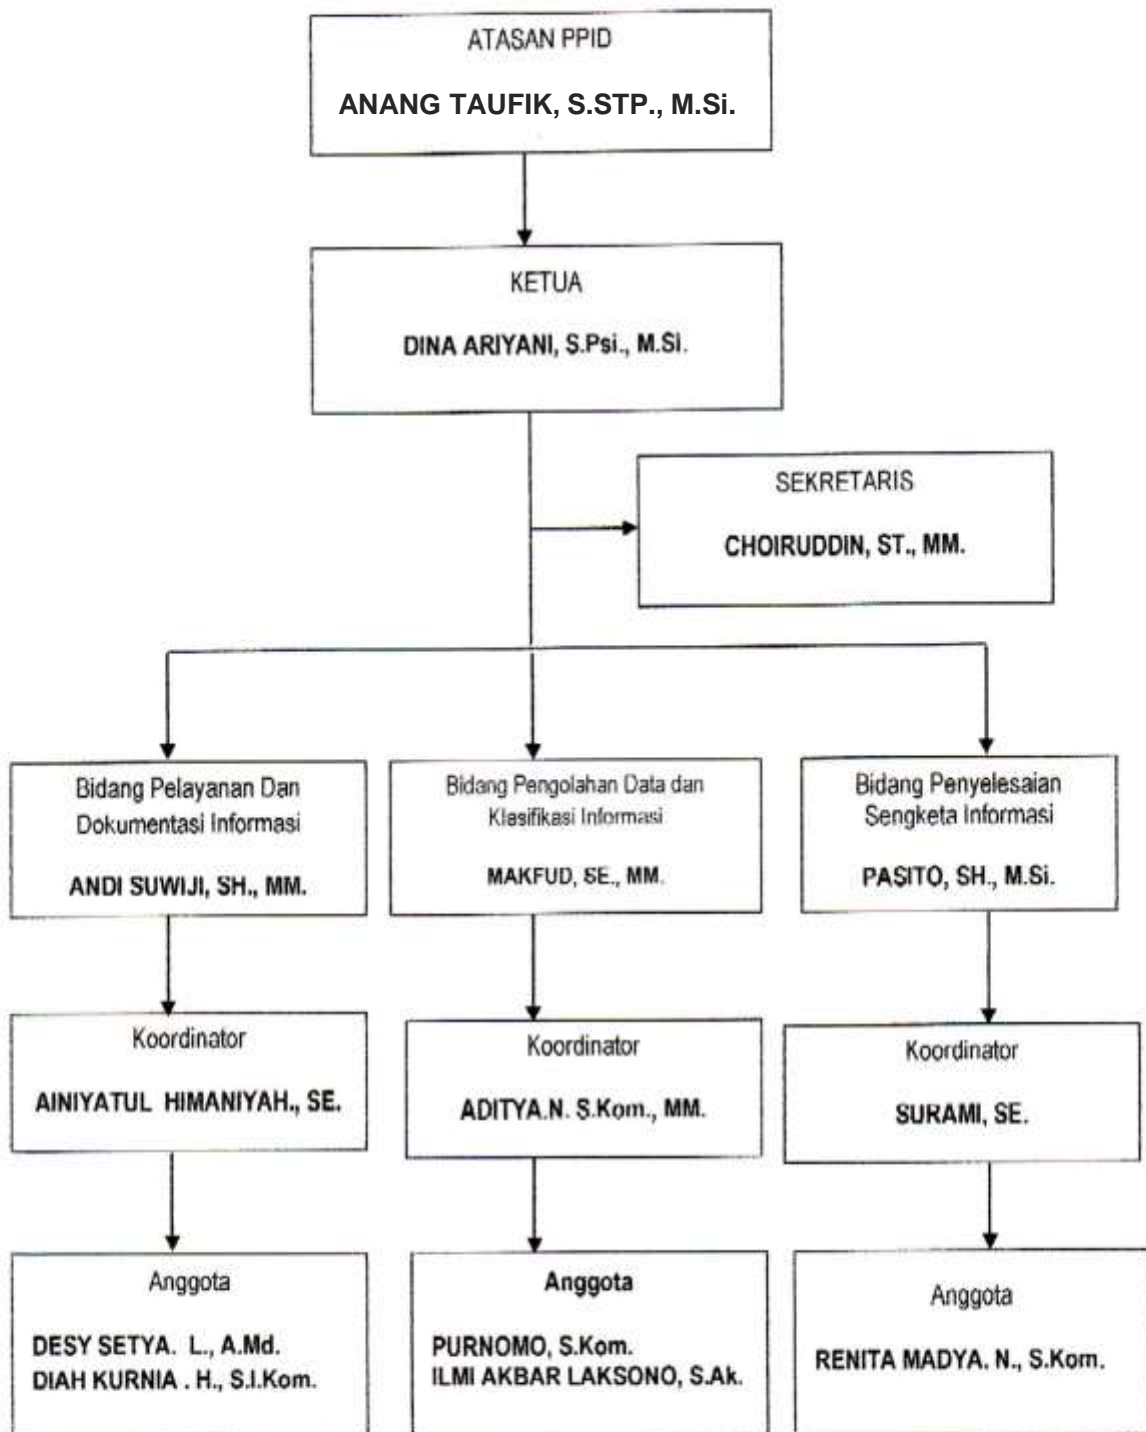 ATASAN PPID
ANANG TAUFIK, S.STP., M.Si.
KETUA
DINA ARIYANI, S.Psi., M.Si.
SEKRETARIS
CHOIRUDDIN, ST., MM.
Bidang Pelayanan Dan
Dokumentasi Informasi
ANDI SUWIJI, SH., MM.
Bidang Pengolahan Data dan
Klasifikasi Informasi
MAKFUD, SE., MM.
Bidang Penyelesaian
Sengketa Informasi
PASITO, SH., M.Si.
Koordinator
AINIYATUL HIMANIYAH., SE.
Koordinator
ADITYA.N. S.Kom., MM.
Koordinator
SURAMI, SE.
Anggota
DESY SETYA. L., A.Md.
DIAH KURNIA . H., S.I.Kom.
Anggota
PURNOMO, S.Kom.
ILMI AKBAR LAKSONO, S.Ak.
Anggota
RENITA MADYA. N., S.Kom.